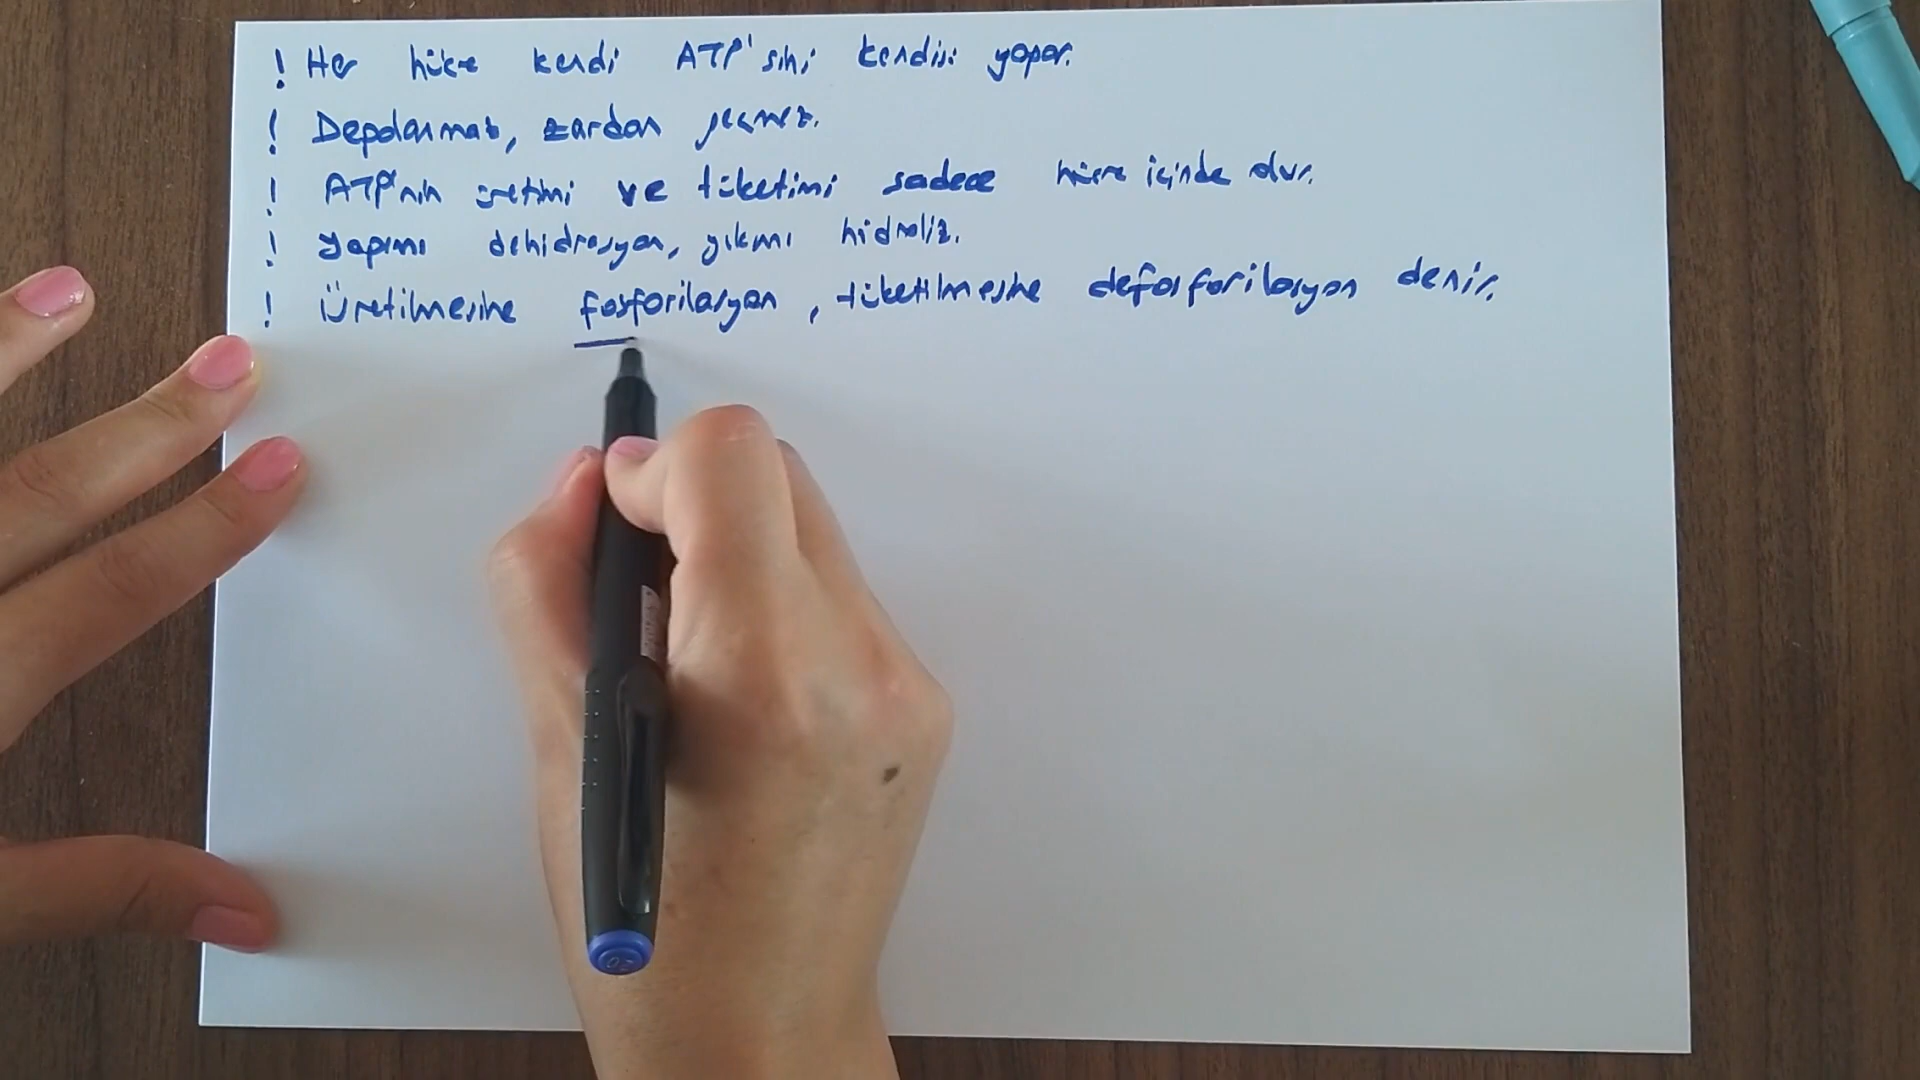 ! Her hücre kendi ATP'sini kendisi yapar.
! Depolanmaz, zardan geçmez.
! ATP'nin üretimi ve tüketimi sadece hücre içinde olur.
! yapımı dehidrasyon, yıkımı hidroliz.
! Üretilmesine fosforilasyon, tüketilmesine defosforilasyon denir.